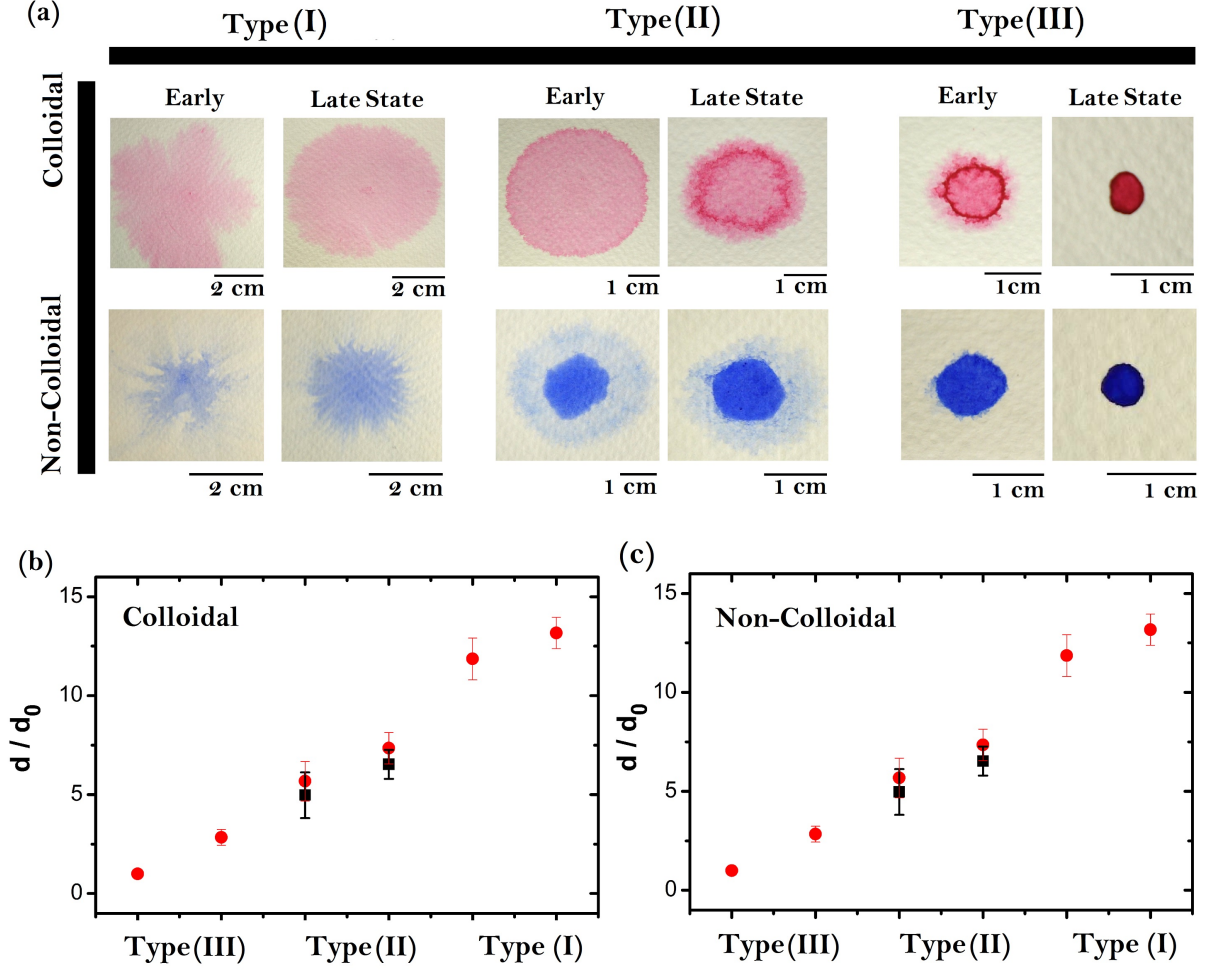 (a)
Type (I) Type(II) Type(III)
Early Late State Early Late State Early Late State
Colloidal
2 cm 2 cm 1 cm 1 cm 1cm 1 cm
Non-Colloidal
2 cm 2 cm 1 cm 1 cm 1 cm 1 cm
(b)
Colloidal
15
10
5
0
d / d0
Type(III) Type(II) Type (I)
(c)
Non-Colloidal
15
10
5
0
d / d0
Type(III) Type(II) Type (I)